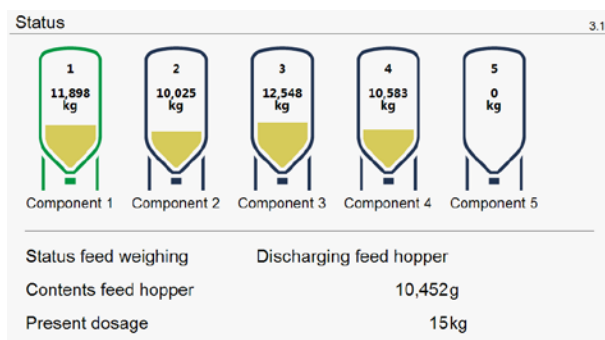 Status 3.1
1 2 3 4 5
11,898 10,025 12,548 10,583 0
kg kg kg kg kg
Component 1 Component 2 Component 3 Component 4 Component 5
Status feed weighing Discharging feed hopper
Contents feed hopper 10,452g
Present dosage 15kg